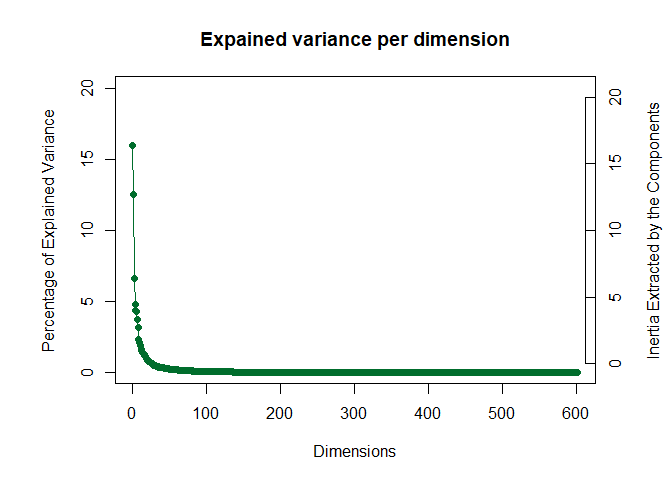 Expained variance per dimension
Percentage of Explained Variance
20
15
10
5
0
20
15
10
5
0
Inertia Extracted by the Components
0 100 200 300 400 500 600
Dimensions